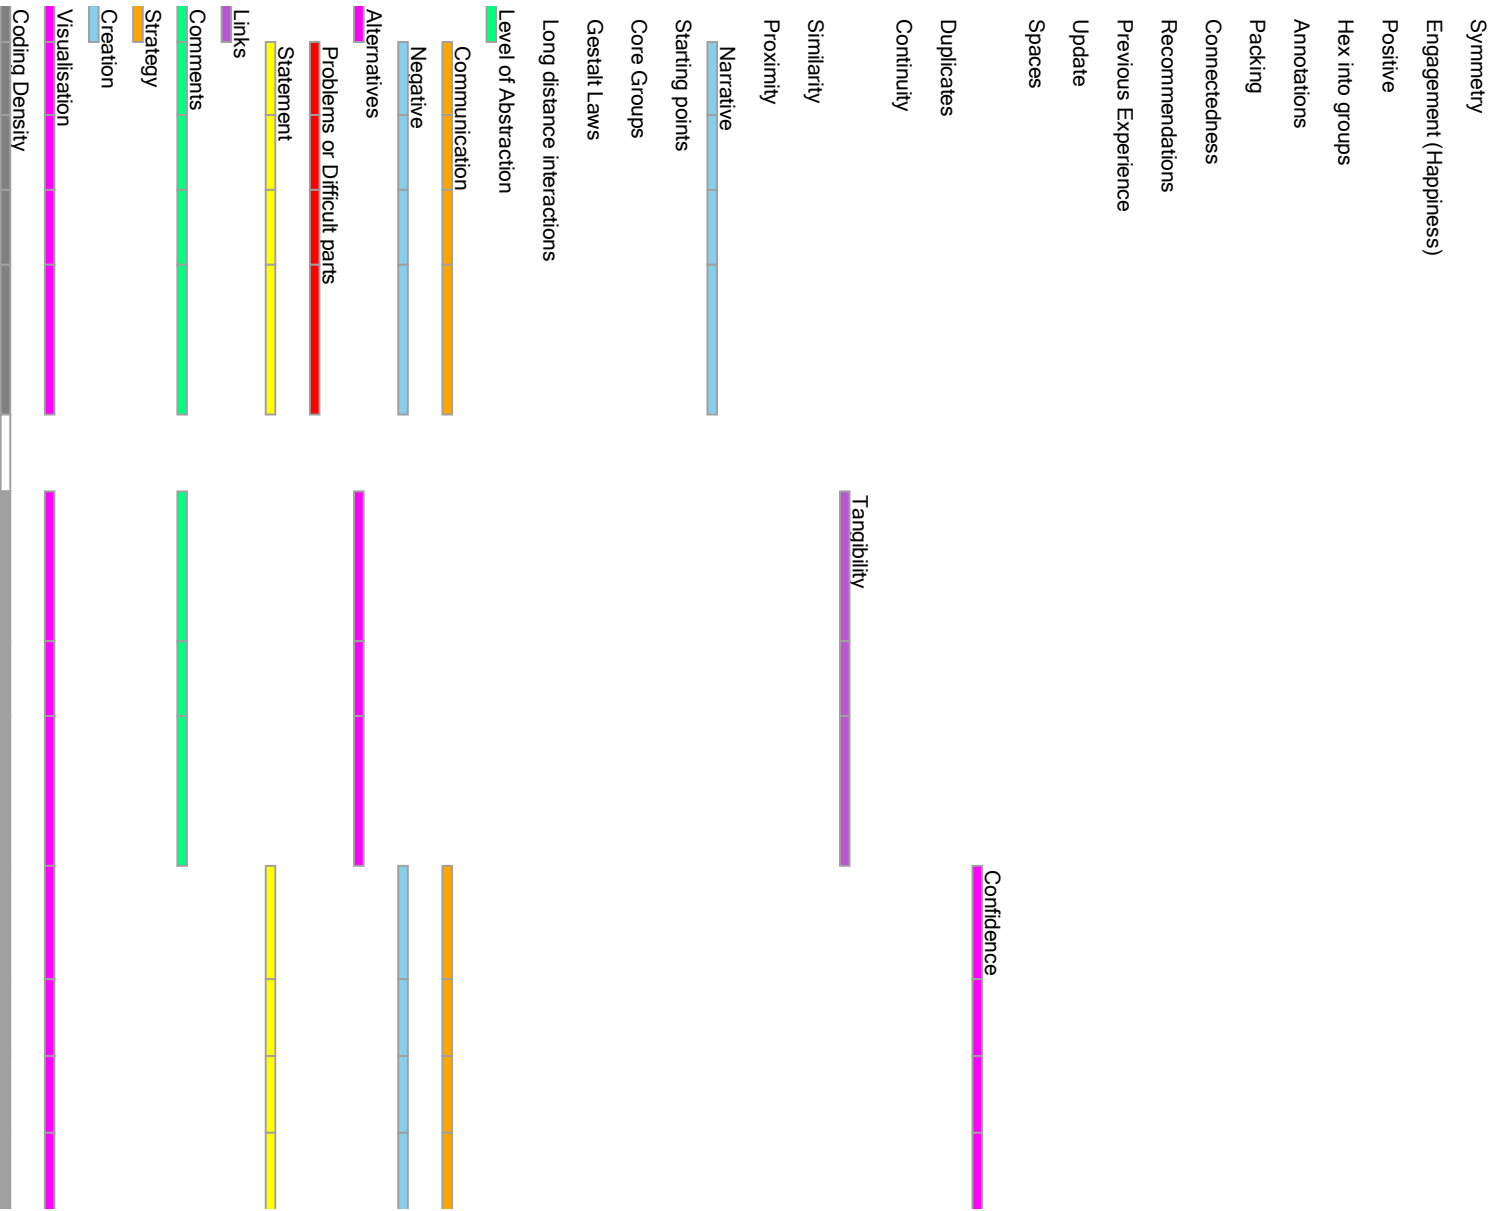 Symmetry
Engagement (Happiness)
Positive
Hex into groups
Annotations
Packing
Connectedness
Recommendations
Previous Experience
Update
Spaces
Confidence
Duplicates
Continuity
Tangibility
Similarity
Proximity
Narrative
Starting points
Core Groups
Gestalt Laws
Long distance interactions
Level of Abstraction
Communication
Negative
Alternatives
Problems or Difficult parts
Statement
Links
Comments
Strategy
Creation
Visualisation
Coding Density